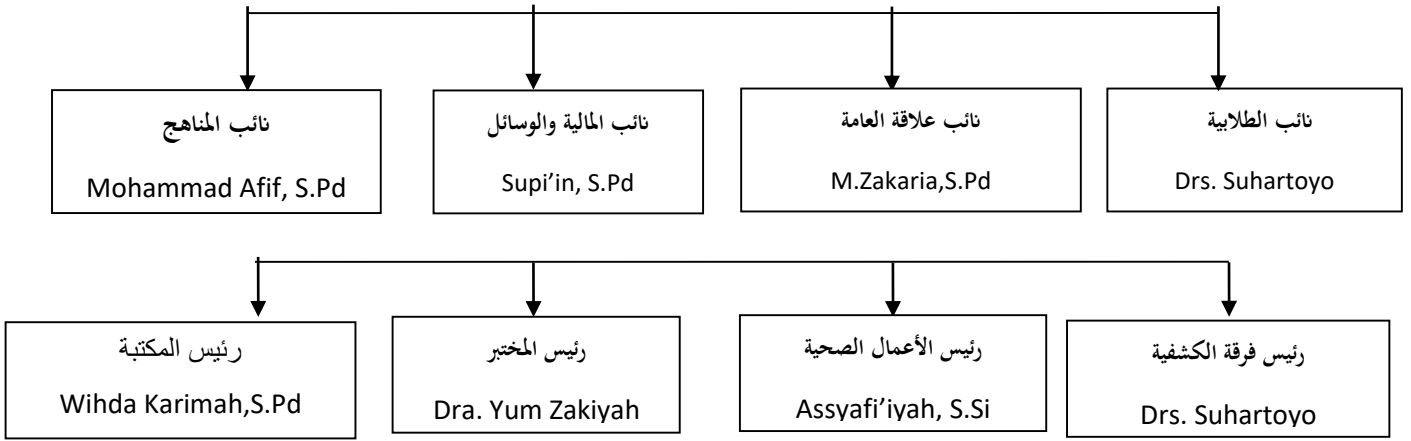 نائب المناهج
Mohammad Afif, S.Pd
نائب المالية والوسائل
Supi’in, S.Pd
نائب علاقة العامة
M.Zakaria,S.Pd
نائب الطلابية
Drs. Suhartoyo
رئيس المكتبة
Wihda Karimah,S.Pd
رئيس المختبر
Dra. Yum Zakiyah
رئيس الأعمال الصحية
Assyafi’iyah, S.Si
رئيس فرقة الكشفية
Drs. Suhartoyo